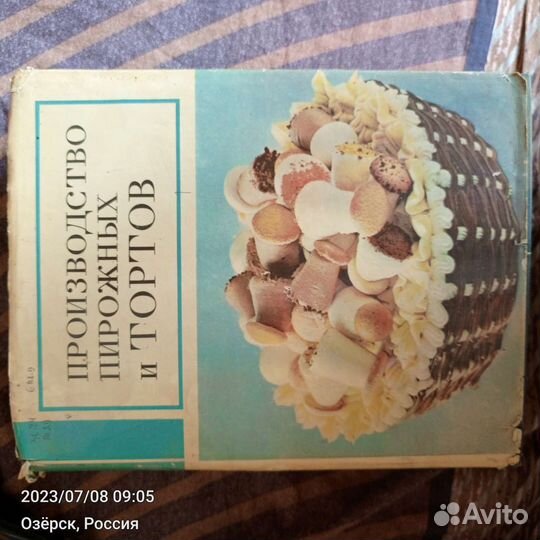 ПРОИЗВОДСТВО
ПИРОЖНЫХ
и ТОРТОВ
2023/07/08 09:05
Озёрск, Россия
Avito